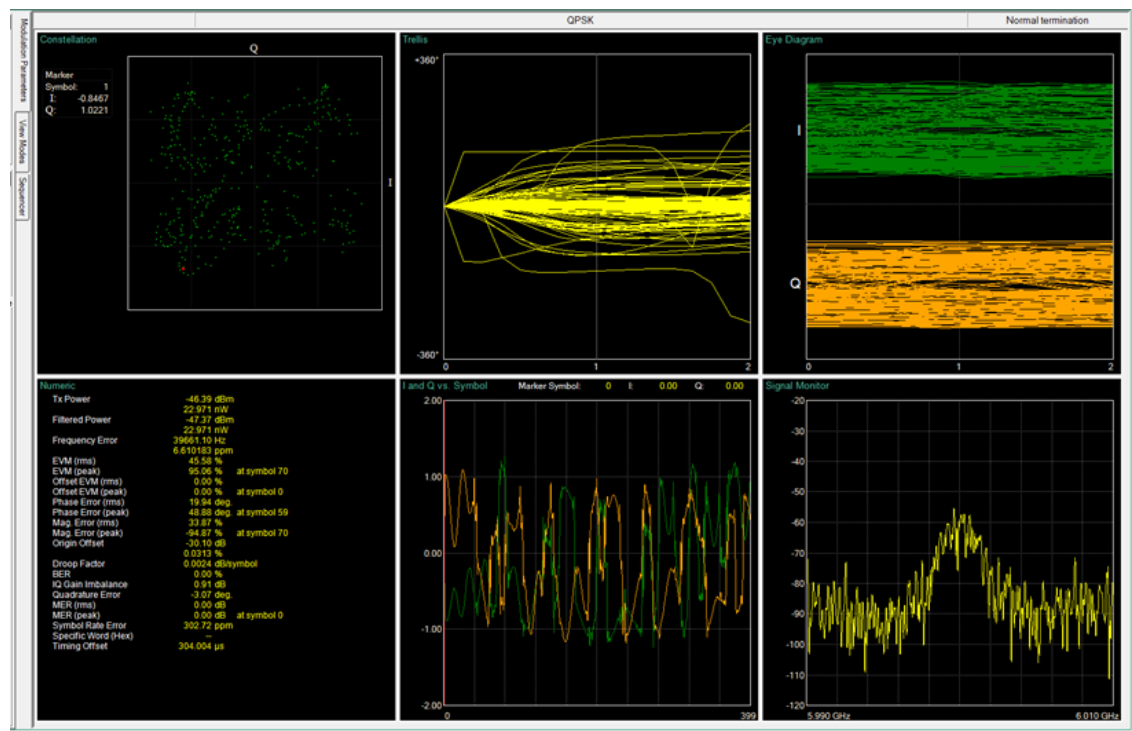 QPSK Normal termination
Modulation Parameters
View Modes
Sequencer
Constellation
Q
Marker
Symbol: 1
I: -0.8467
Q: 1.0221
I
Trellis
+360°
-360°
0 1 2
Eye Diagram
I
Q
0 1 2
Numeric
Tx Power -46.39 dBm
22.971 nW
Filtered Power -47.37 dBm
22.971 nW
Frequency Error 39661.10 Hz
6.610183 ppm
EVM (rms) 45.58 %
EVM (peak) 95.06 % at symbol 70
Offset EVM (rms) 0.00 %
Offset EVM (peak) 0.00 % at symbol 0
Phase Error (rms) 19.94 deg.
Phase Error (peak) 48.88 deg. at symbol 59
Mag. Error (rms) 33.87 %
Mag. Error (peak) -94.87 % at symbol 70
Origin Offset -30.10 dB
0.0313 %
Droop Factor 0.0024 dB/symbol
BER 0.00 %
IQ Gain Imbalance 0.91 dB
Quadrature Error -3.07 deg.
MER (rms) 0.00 dB
MER (peak) 0.00 dB at symbol 0
Symbol Rate Error 302.72 ppm
Specific Word (Hex) --
Timing Offset 304.004 µs
I and Q vs. Symbol Marker Symbol: 0 I: 0.00 Q: 0.00
2.00
1.00
0.00
-1.00
-2.00
0 399
Signal Monitor
-20
-30
-40
-50
-60
-70
-80
-90
-100
-110
-120
5.990 GHz 6.010 GHz